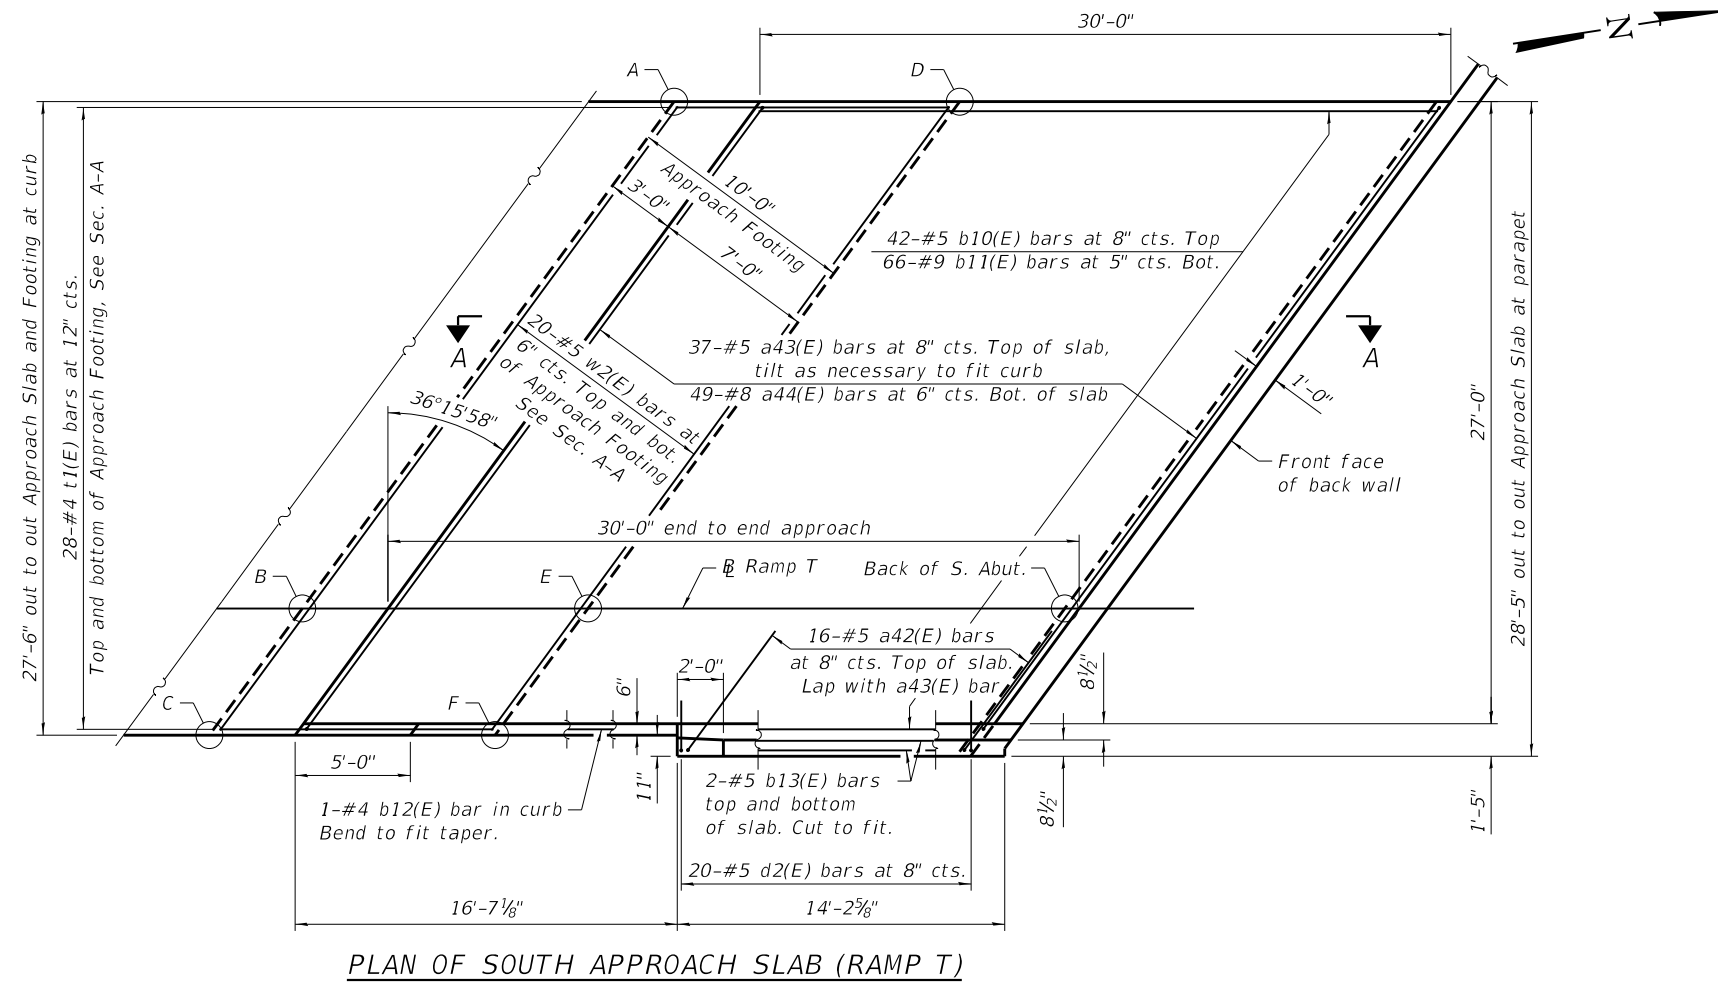 30'-0"
N
A
D
27'-6" out to out Approach Slab and Footing at curb
28-#4 t1(E) bars at 12" cts.
Top and bottom of Approach Footing, See Sec. A-A
10'-0"
Approach Footing
3'-0"
7'-0"
42-#5 b10(E) bars at 8" cts. Top
66-#9 b11(E) bars at 5" cts. Bot.
A
A
20-#5 w2(E) bars at
6" cts. Top and bot.
of Approach Footing
See Sec. A-A
37-#5 a43(E) bars at 8" cts. Top of slab,
tilt as necessary to fit curb
49-#8 a44(E) bars at 6" cts. Bot. of slab
36°15'58"
1'-0"
27'-0"
28'-5" out to out Approach Slab at parapet
Front face
of back wall
30'-0" end to end approach
B
E
BL Ramp T
Back of S. Abut.
16-#5 a42(E) bars
at 8" cts. Top of slab.
Lap with a43(E) bar
2'-0"
6"
8½"
C
F
5'-0"
11"
1-#4 b12(E) bar in curb
Bend to fit taper.
2-#5 b13(E) bars
top and bottom
of slab. Cut to fit.
8½"
1'-5"
20-#5 d2(E) bars at 8" cts.
16'-7⅛"
14'-2⅝"
PLAN OF SOUTH APPROACH SLAB (RAMP T)